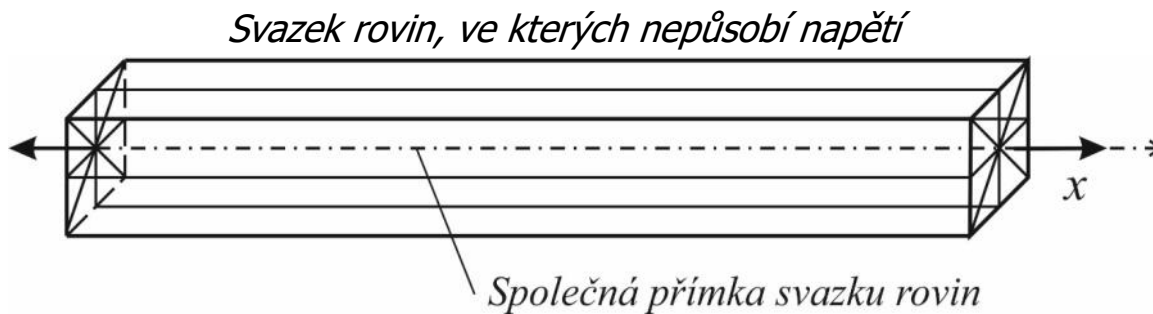 Svazek rovin, ve kterých nepůsobí napětí
x
Společná přímka svazku rovin